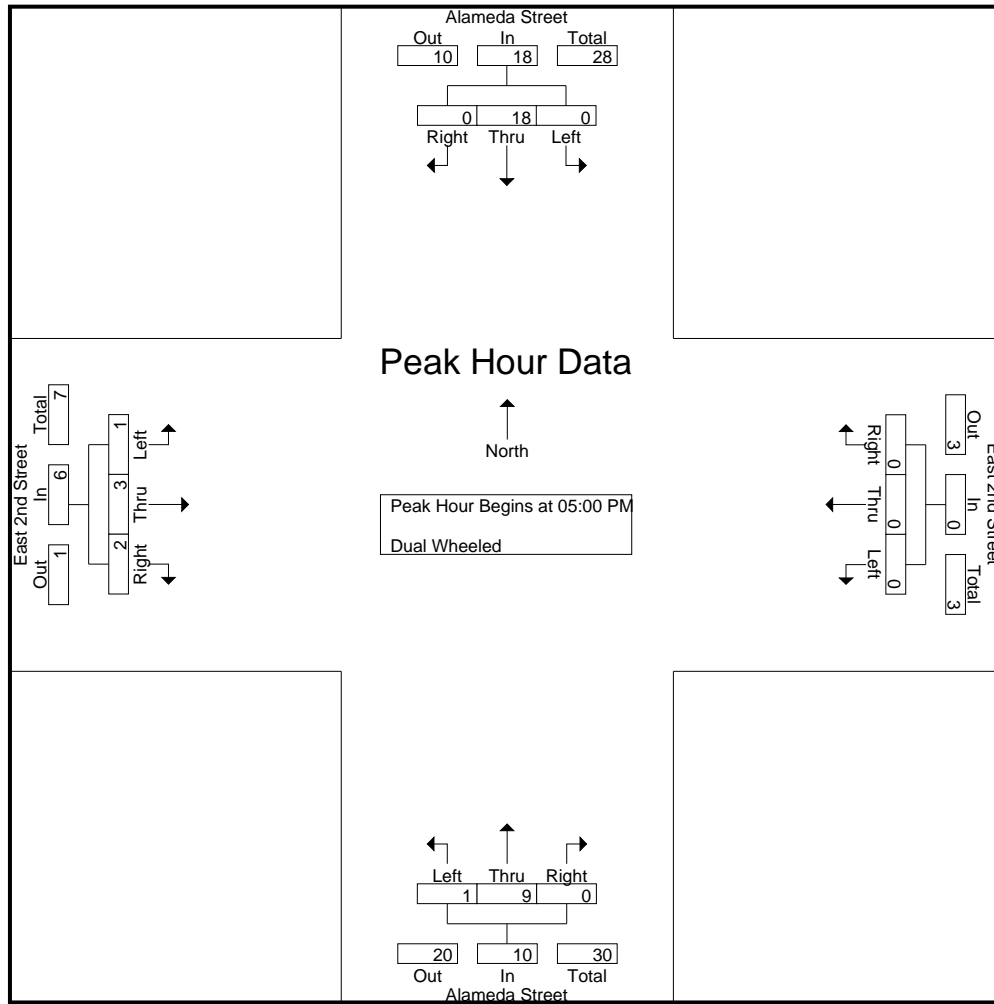 Alameda Street
Out In Total
10 18 28
0 18 0
Right Thru Left
Peak Hour Data
North
Peak Hour Begins at 05:00 PM
Dual Wheeled
East 2nd Street
Out In Total
1 6 7
2 3 1
Right Thru Left
East 2nd Street
Out In Total
3 0 3
0 0 0
Right Thru Left
Left Thru Right
1 9 0
20 10 30
Out In Total
Alameda Street